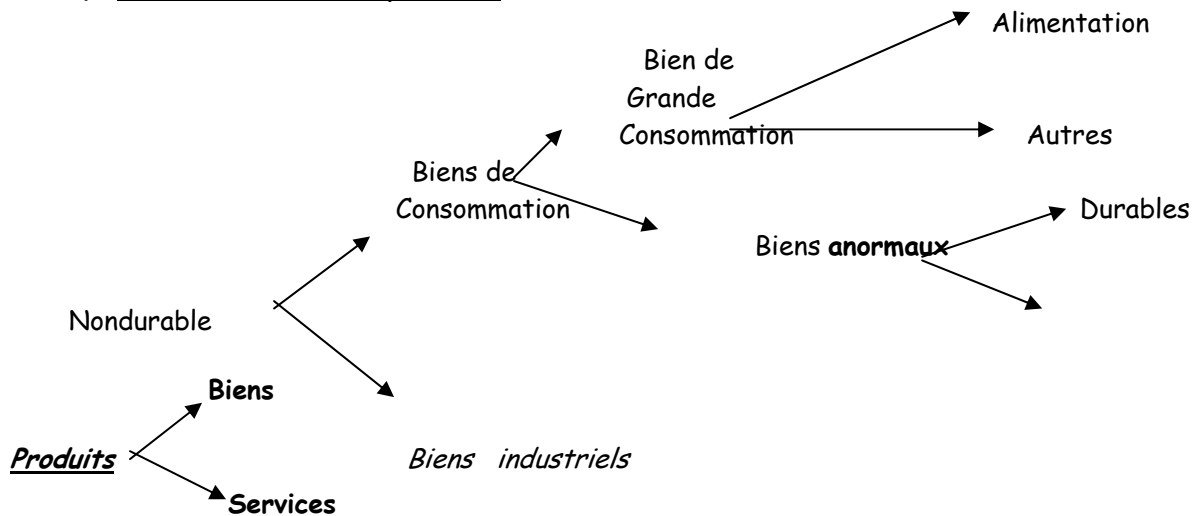 Alimentation
Bien de
Grande
Consommation
Autres
Biens de
Consommation
Durables
Biens anormaux
Nondurable
Biens
Produits
Biens industriels
Services